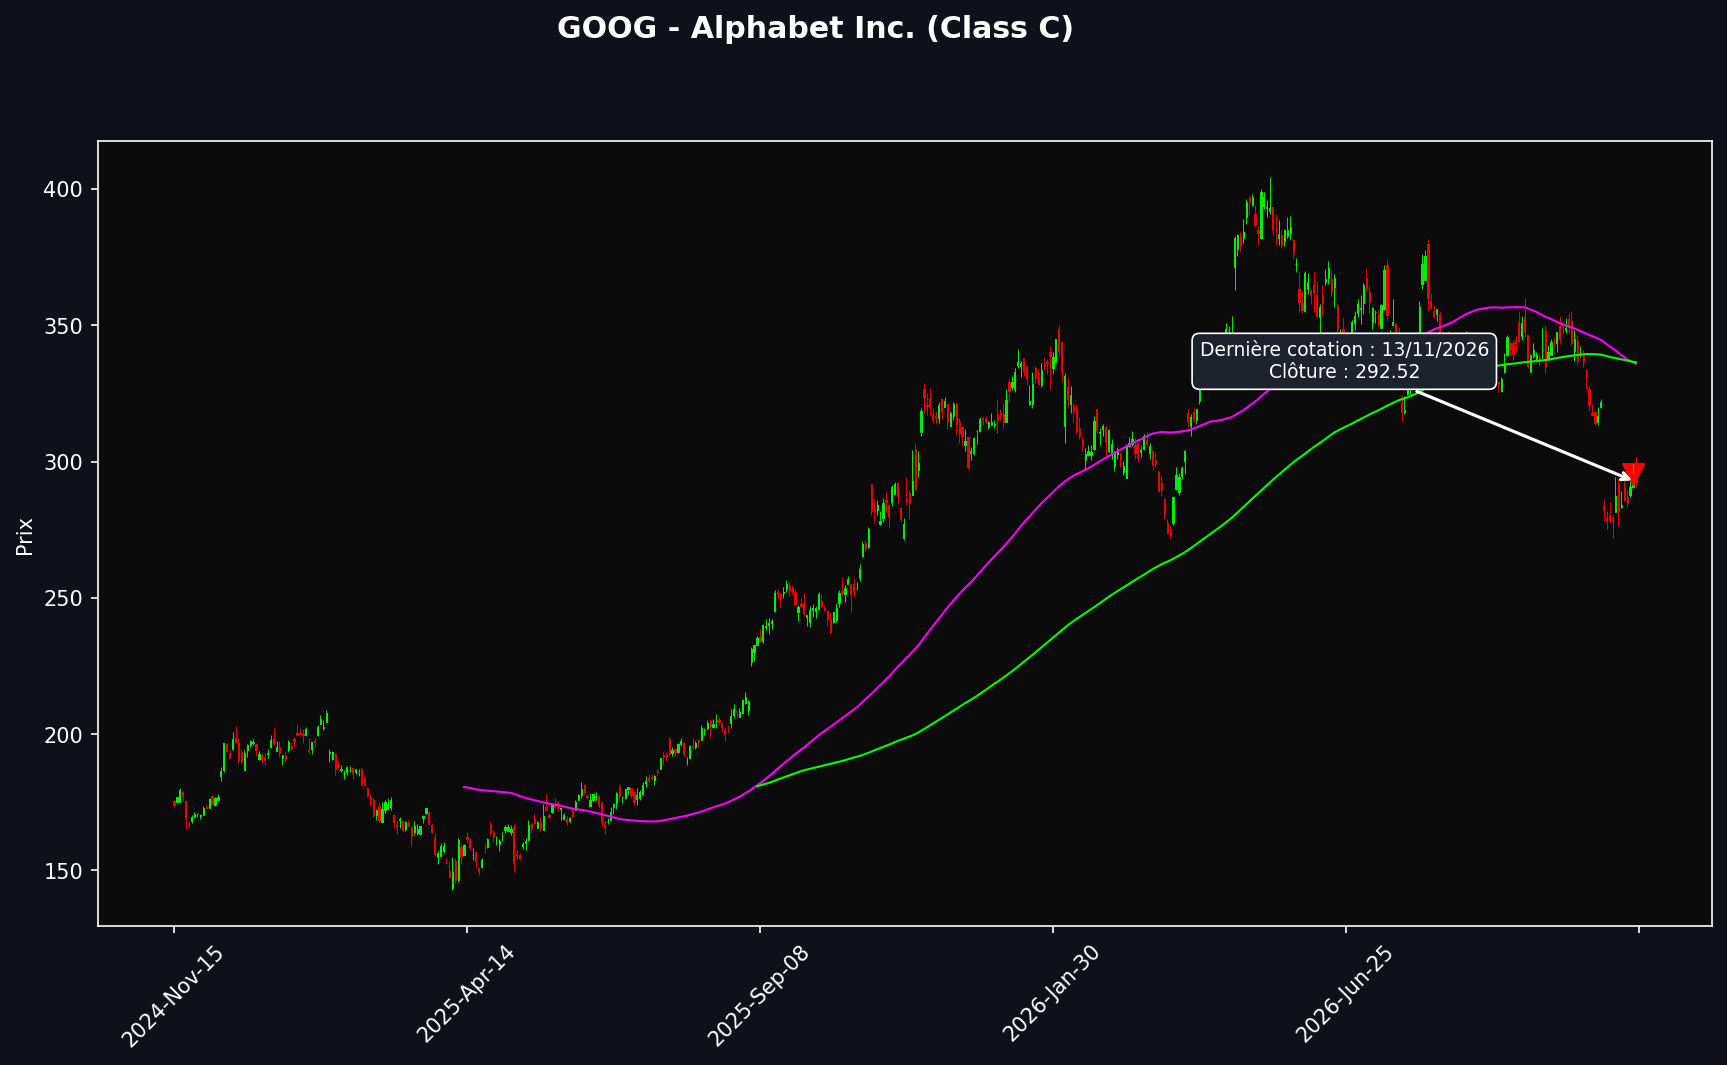 GOOG - Alphabet Inc. (Class C)
400
350
300
250
200
150
Prix
Dernière cotation : 13/11/2026
Clôture : 292.52
2024-Nov-15
2025-Apr-14
2025-Sep-08
2026-Jan-30
2026-Jun-25